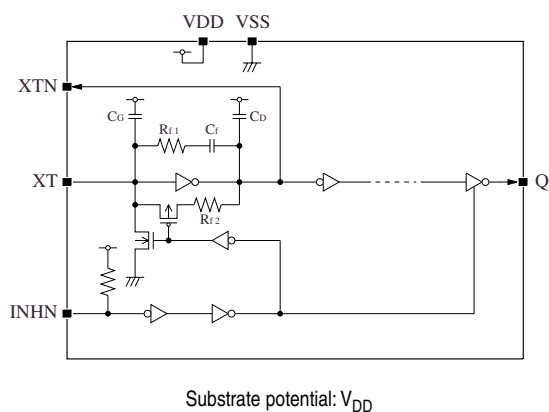 VDD VSS
XTN
CG CD
Rf1 Cf
XT Q
Rf2
INHN
Substrate potential: VDD